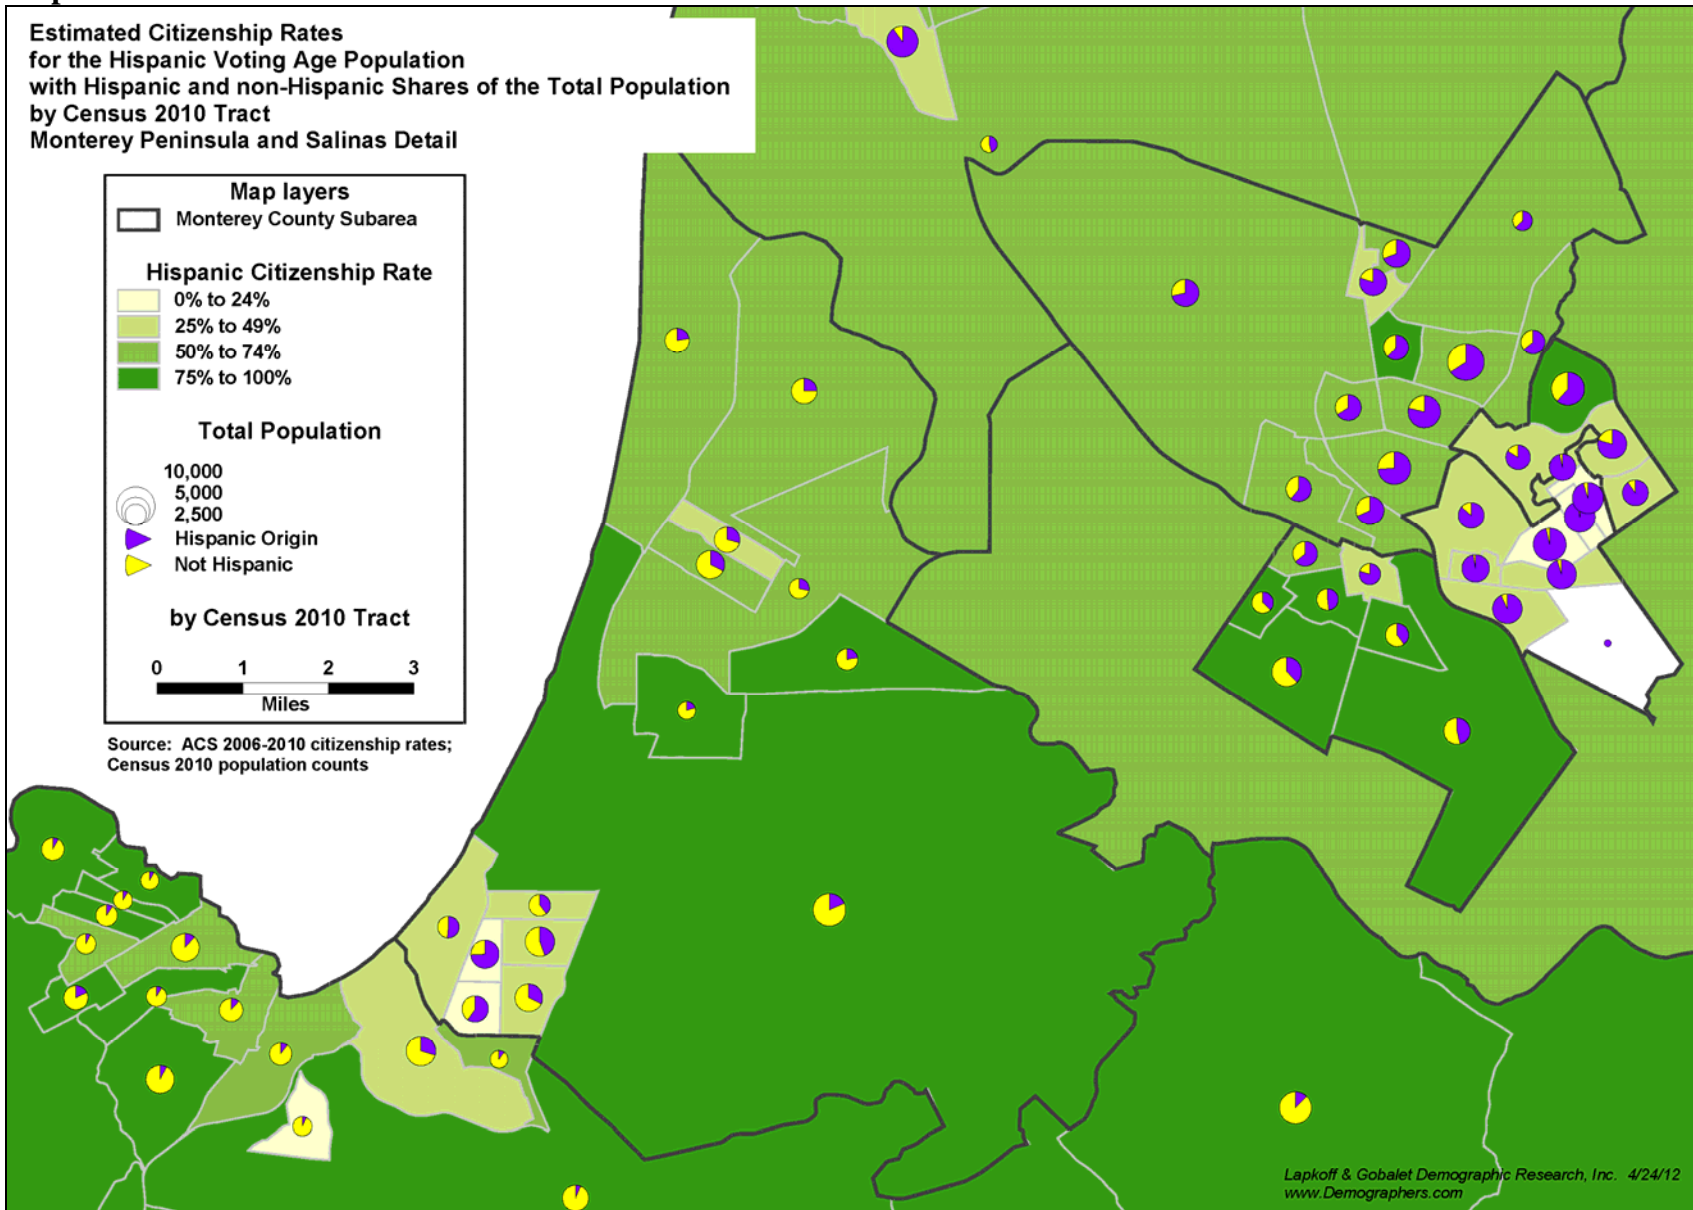 Estimated Citizenship Rates
for the Hispanic Voting Age Population
with Hispanic and non-Hispanic Shares of the Total Population
by Census 2010 Tract
Monterey Peninsula and Salinas Detail
Map layers
Monterey County Subarea
Hispanic Citizenship Rate
0% to 24%
25% to 49%
50% to 74%
75% to 100%
Total Population
10,000
5,000
2,500
Hispanic Origin
Not Hispanic
by Census 2010 Tract
0 1 2 3
Miles
Source: ACS 2006-2010 citizenship rates;
Census 2010 population counts
Lapkoff & Gobalet Demographic Research, Inc. 4/24/12
www.Demographers.com